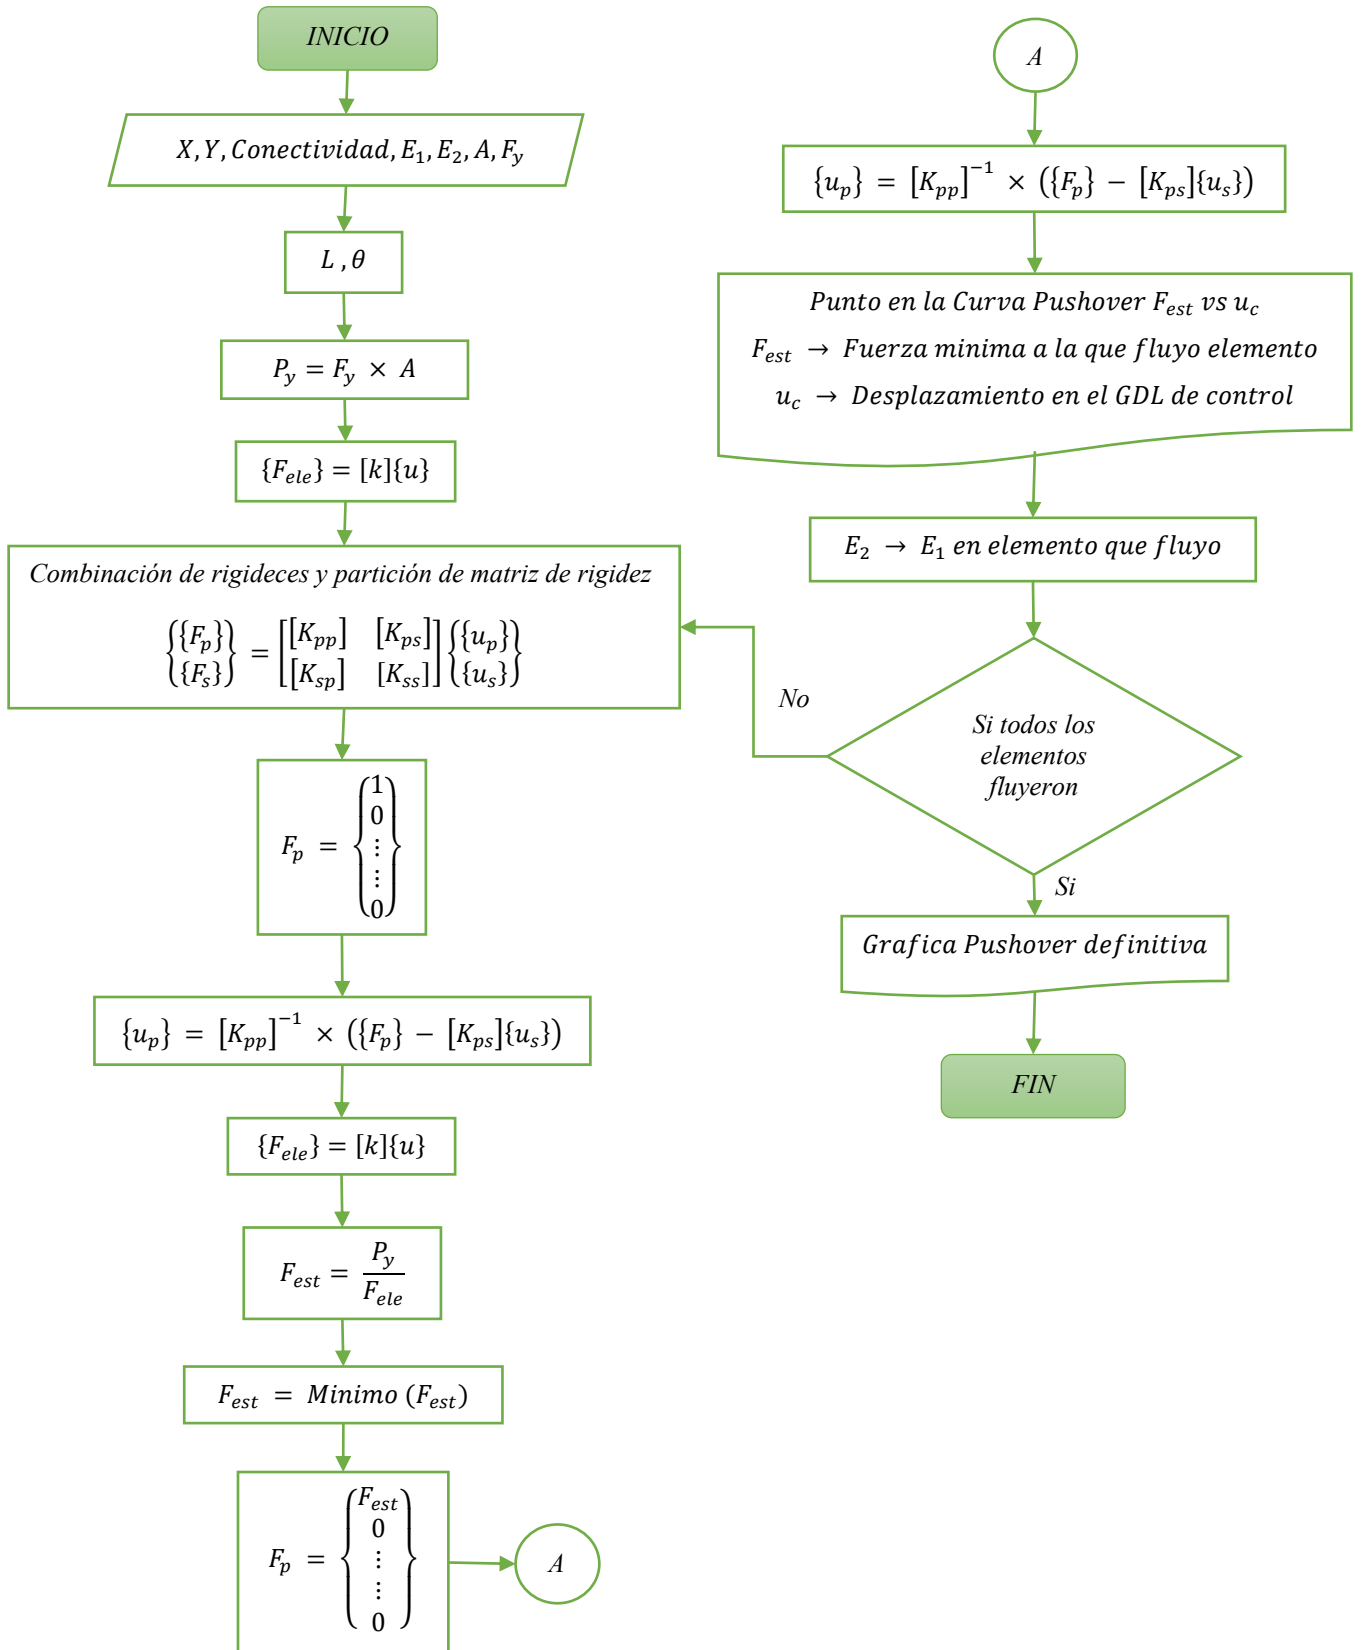 INICIO
X, Y, Conectividad, E₁, E₂, A, F_y
L , θ
P_y = F_y × A
{F_ele} = [k]{u}
Combinación de rigideces y partición de matriz de rigidez
{{F_p} {F_s}} = [[K_pp] [K_ps] [K_sp] [K_ss]] {{u_p} {u_s}}
F_p = {1 0 ⋮ ⋮ 0}
{u_p} = [K_pp]⁻¹ × ({F_p} − [K_ps]{u_s})
{F_ele} = [k]{u}
F_est = P_y / F_ele
F_est = Minimo (F_est)
F_p = {F_est 0 ⋮ ⋮ 0}
A
A
{u_p} = [K_pp]⁻¹ × ({F_p} − [K_ps]{u_s})
Punto en la Curva Pushover F_est vs u_c
F_est → Fuerza minima a la que fluyo elemento
u_c → Desplazamiento en el GDL de control
E₂ → E₁ en elemento que fluyo
No
Si todos los
elementos
fluyeron
Si
Grafica Pushover definitiva
FIN